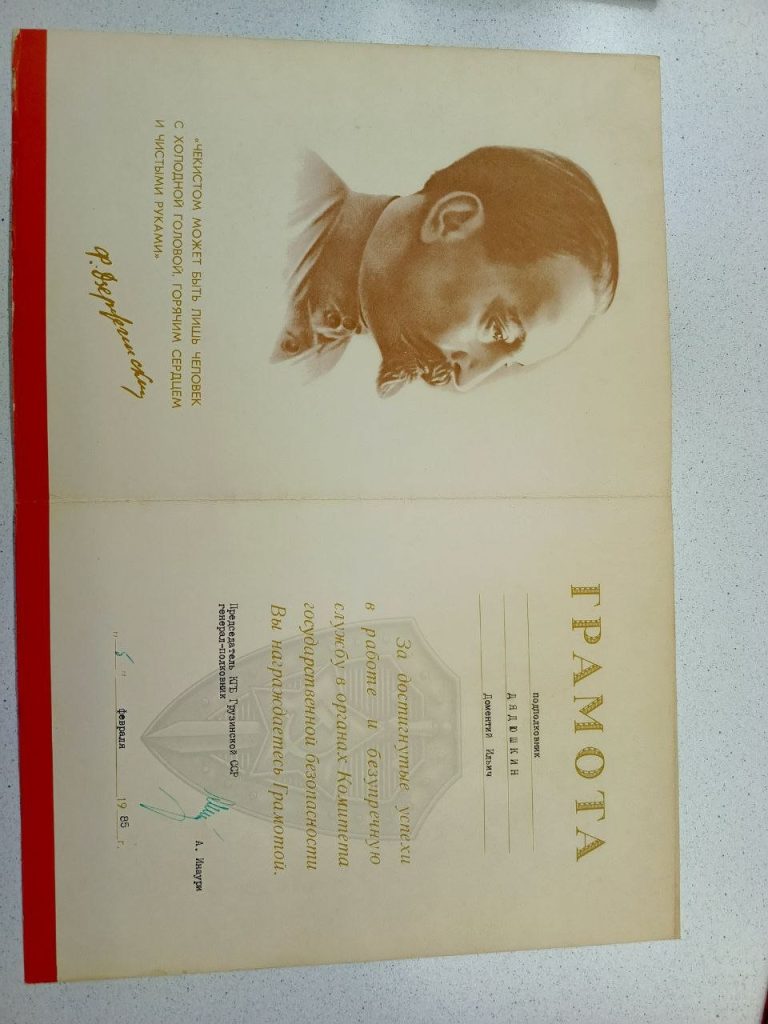 «ЧЕКИСТОМ МОЖЕТ БЫТЬ ЛИШЬ ЧЕЛОВЕК
С ХОЛОДНОЙ ГОЛОВОЙ, ГОРЯЧИМ СЕРДЦЕМ
И ЧИСТЫМИ РУКАМИ»
Ф. Дзержинский
ГРАМОТА
подполковник
ДЯДЮШКИН
Доментий Ильич
За достигнутые успехи
в работе и безупречную
службу в органах Комитета
государственной безопасности
Вы награждаетесь Грамотой.
Председатель КГБ Грузинской ССР
генерал-полковник
А. Инаури
„ 5 " февраля 19 86 г.